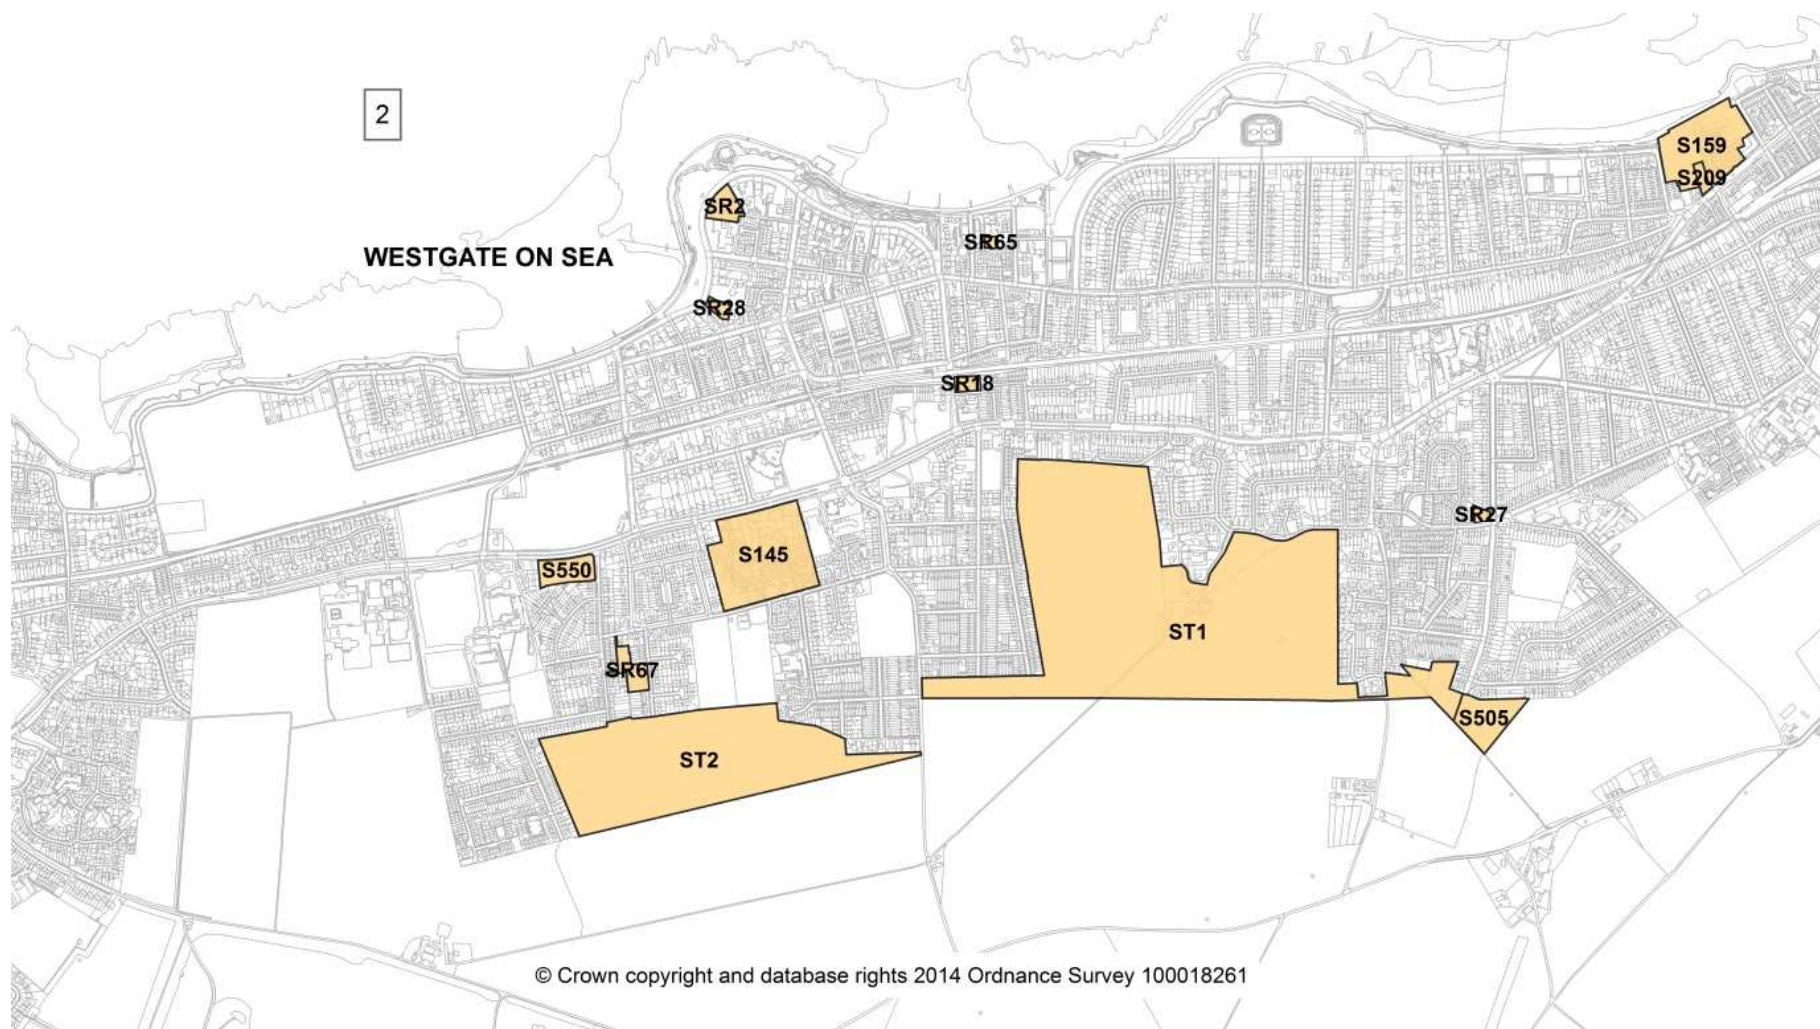 2
S159
S209
SR2
SR65
WESTGATE ON SEA
SR28
SR18
SR27
S145
S550
ST1
SR67
S505
ST2
© Crown copyright and database rights 2014 Ordnance Survey 100018261